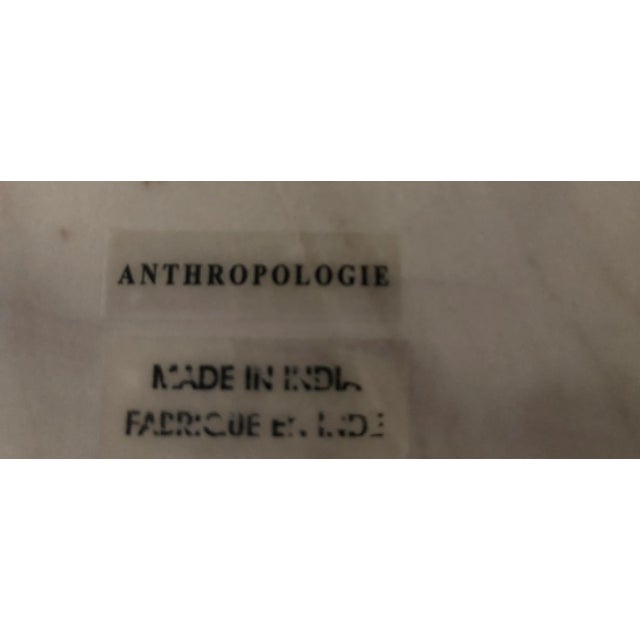 ANTHROPOLOGIE
MADE IN INDIA
FABRIQUE EN INDE